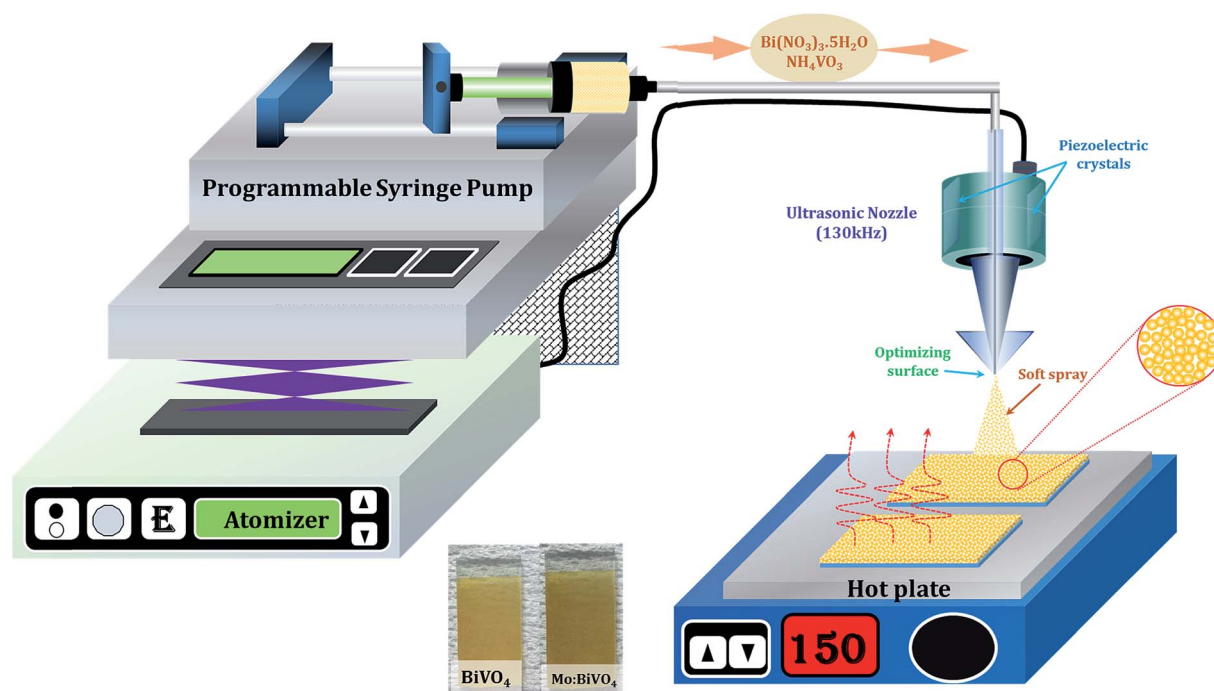 Bi(NO₃)₃.5H₂O
NH₄VO₃
Programmable Syringe Pump
Piezoelectric
crystals
Ultrasonic Nozzle
(130kHz)
Optimizing
surface
Soft spray
E
Atomizer
Hot plate
150
BiVO₄
Mo:BiVO₄